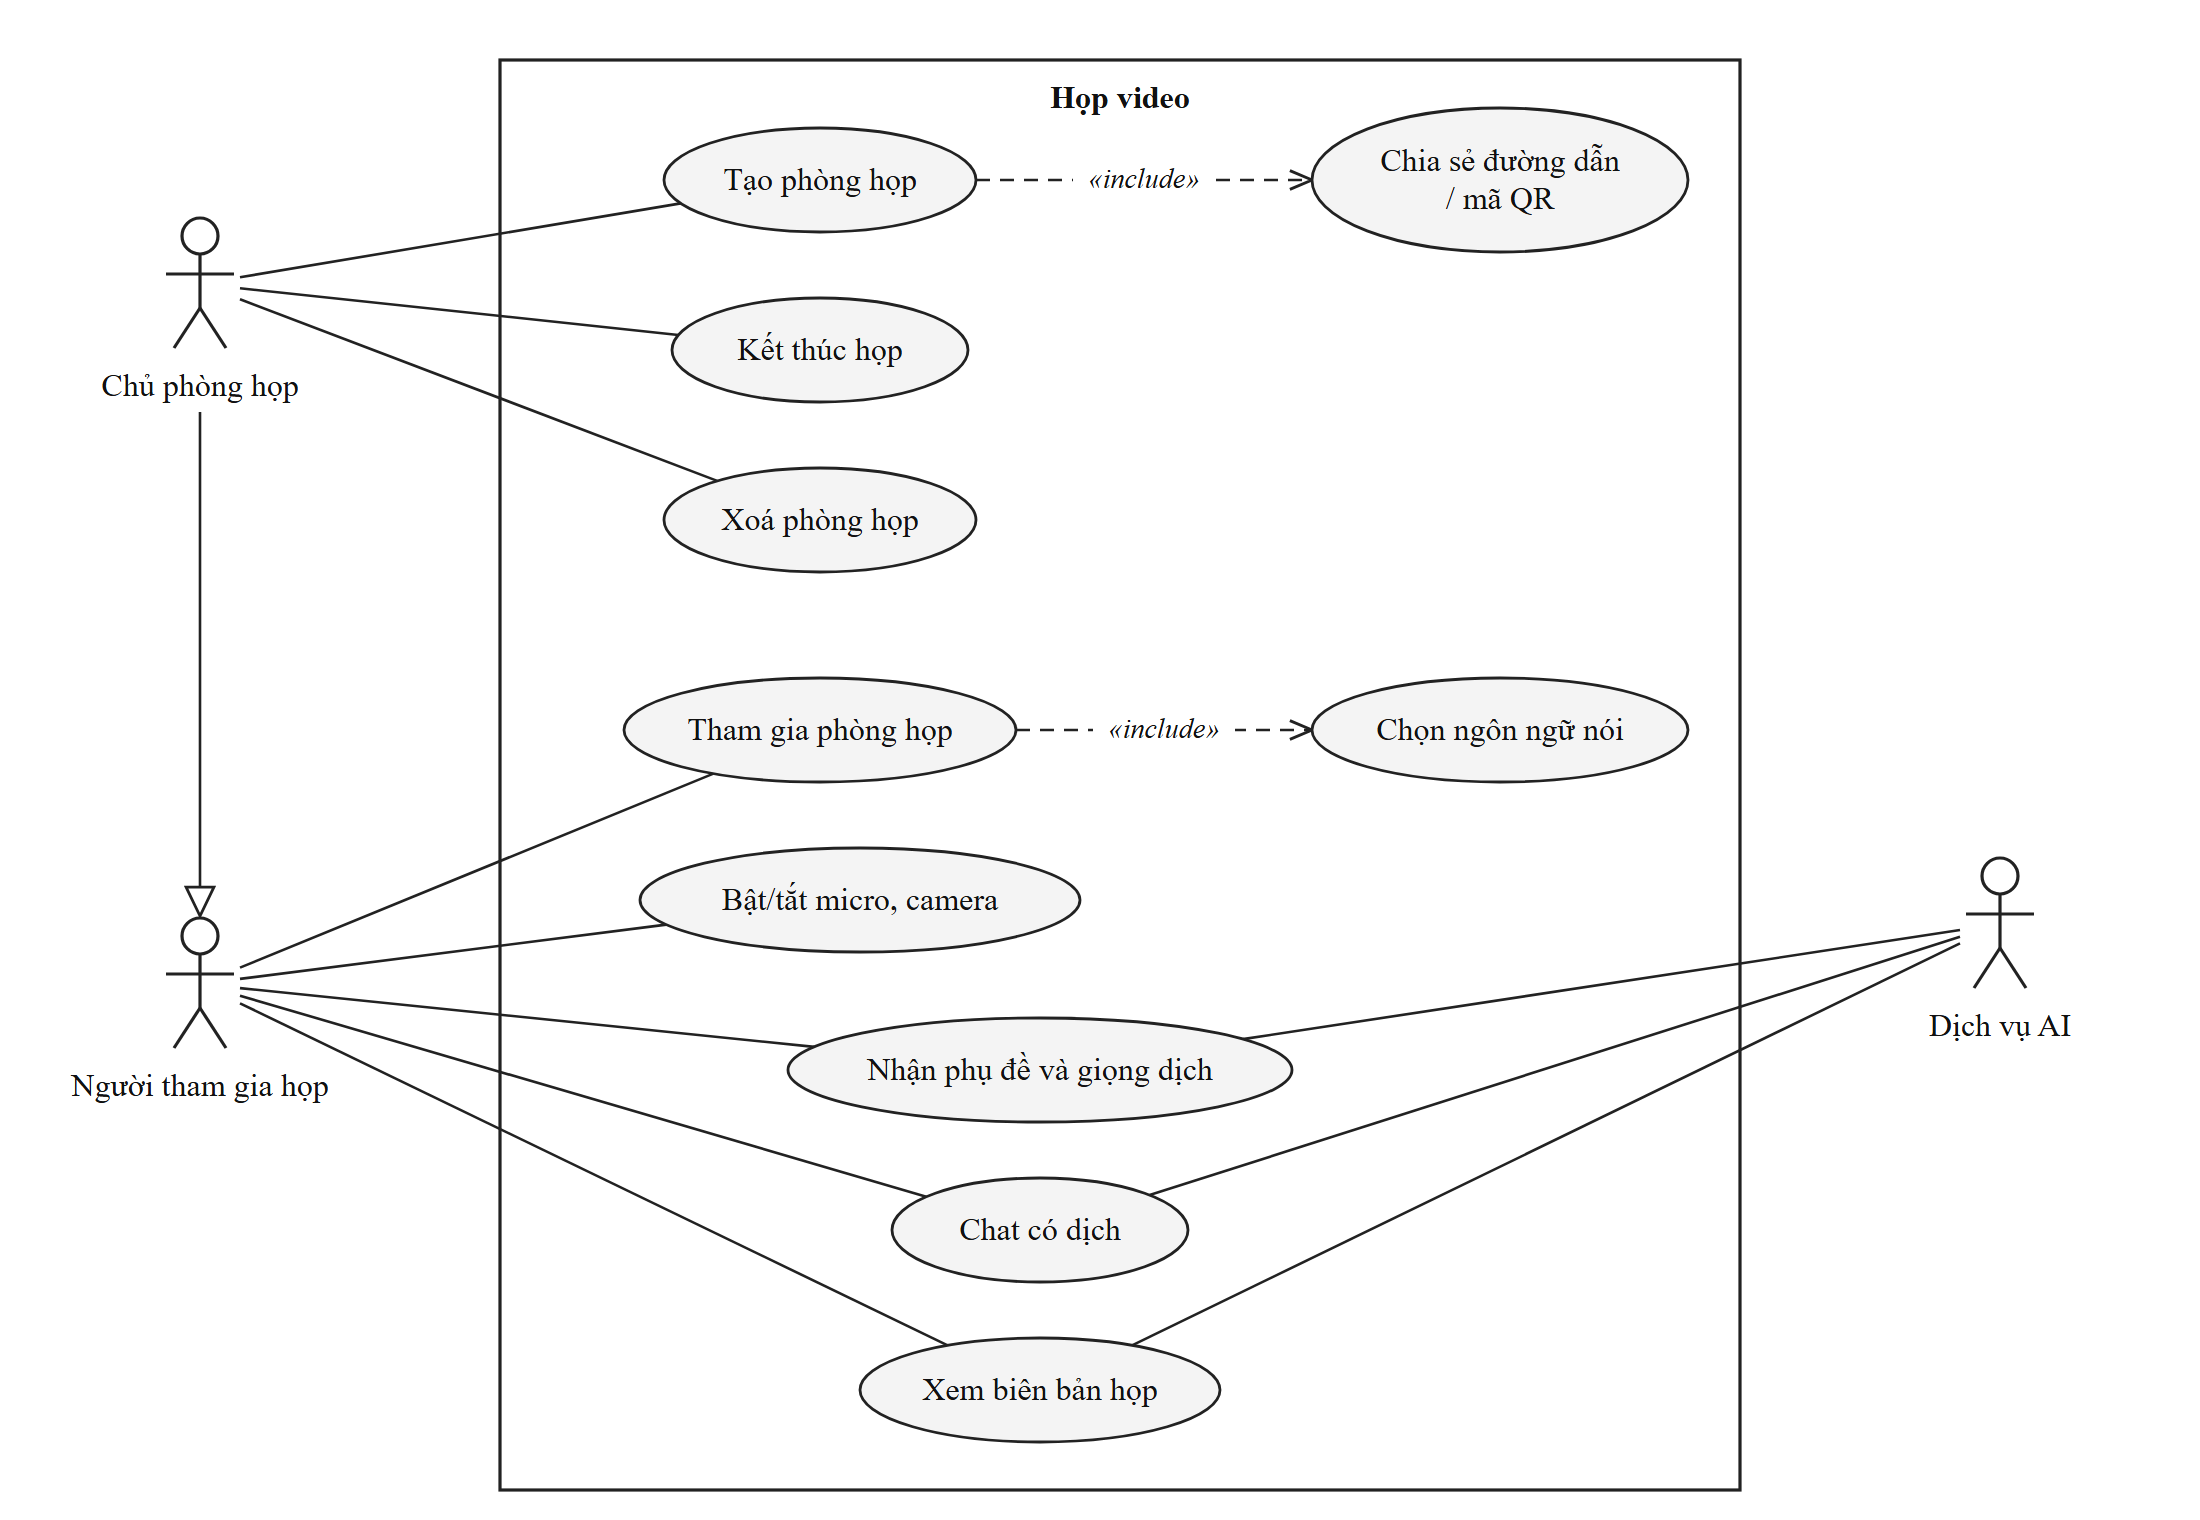 Họp video
Tạo phòng họp
«include»
Chia sẻ đường dẫn
/ mã QR
Kết thúc họp
Chủ phòng họp
Xoá phòng họp
Tham gia phòng họp
«include»
Chọn ngôn ngữ nói
Bật/tắt micro, camera
Dịch vụ AI
Nhận phụ đề và giọng dịch
Người tham gia họp
Chat có dịch
Xem biên bản họp